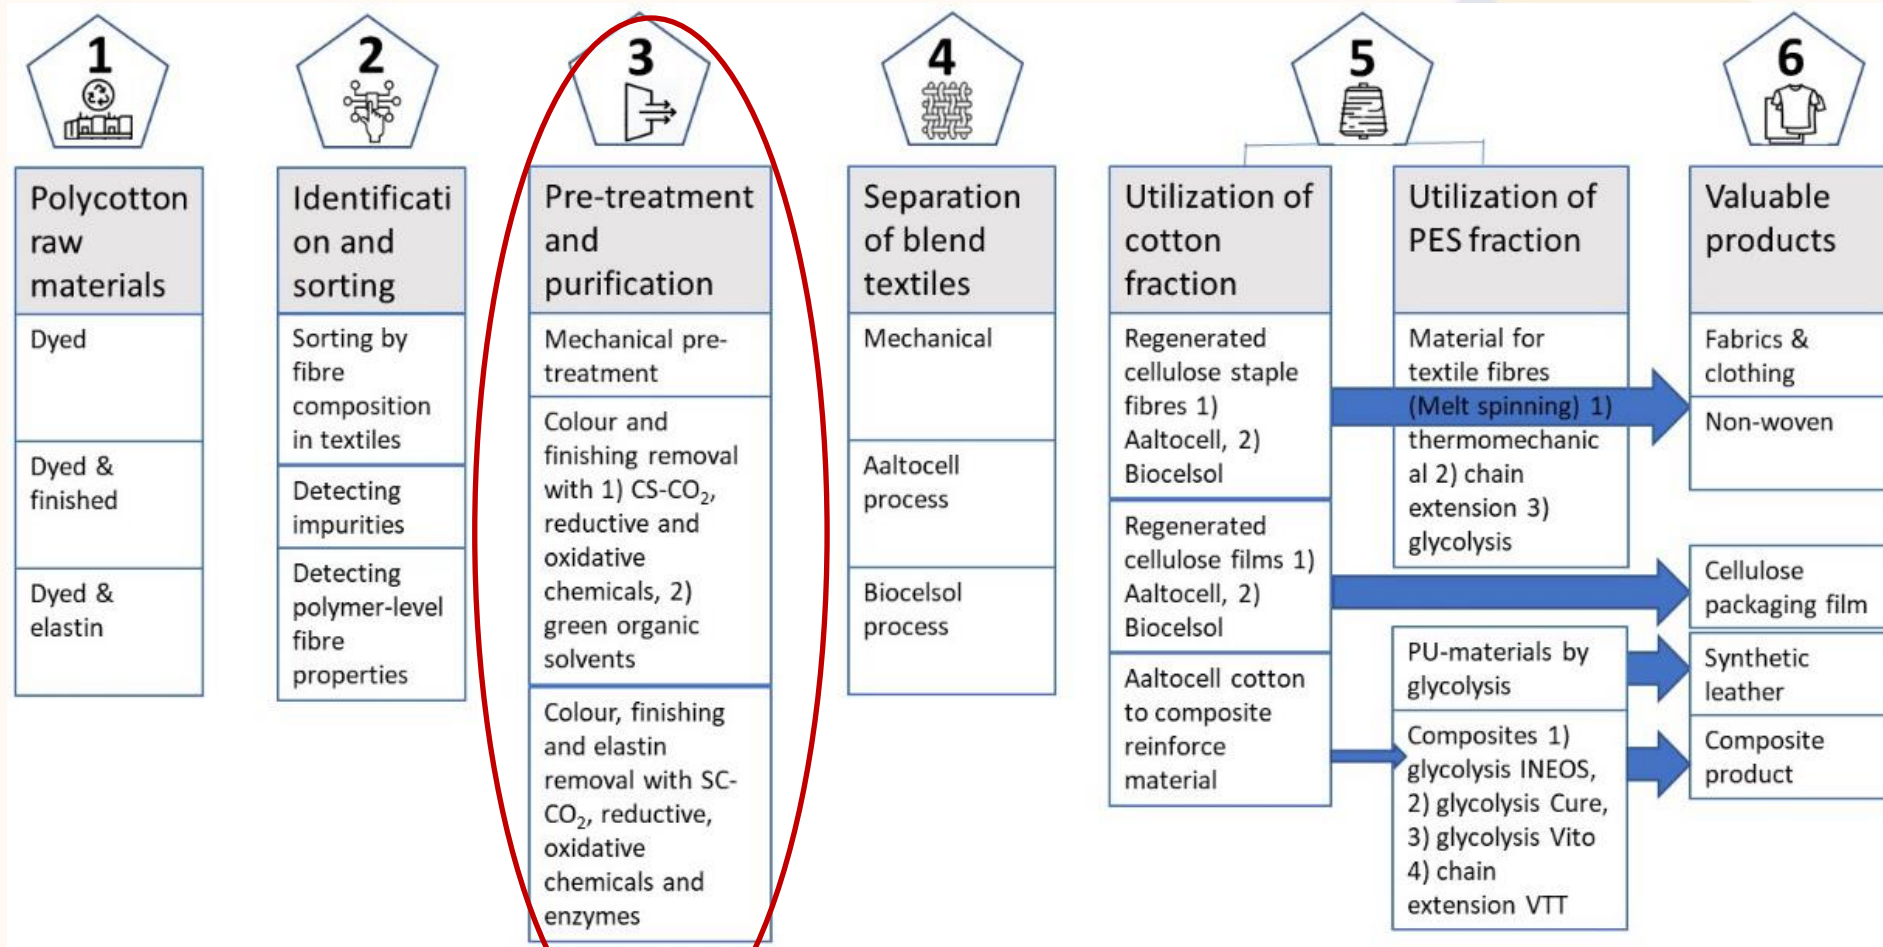 1
Polycotton
raw
materials
Dyed
Dyed &
finished
Dyed &
elastin
2
Identificati
on and
sorting
Sorting by
fibre
composition
in textiles
Detecting
impurities
Detecting
polymer-level
fibre
properties
3
Pre-treatment
and
purification
Mechanical pre-
treatment
Colour and
finishing removal
with 1) CS-CO₂,
reductive and
oxidative
chemicals, 2)
green organic
solvents
Colour, finishing
and elastin
removal with SC-
CO₂, reductive,
oxidative
chemicals and
enzymes
4
Separation
of blend
textiles
Mechanical
Aaltocell
process
Biocelsol
process
5
Utilization of
cotton
fraction
Regenerated
cellulose staple
fibres 1)
Aaltocell, 2)
Biocelsol
Regenerated
cellulose films 1)
Aaltocell, 2)
Biocelsol
Aaltocell cotton
to composite
reinforce
material
Utilization of
PES fraction
Material for
textile fibres
(Melt spinning) 1)
thermomechanic
al 2) chain
extension 3)
glycolysis
PU-materials by
glycolysis
Composites 1)
glycolysis INEOS,
2) glycolysis Cure,
3) glycolysis Vito
4) chain
extension VTT
6
Valuable
products
Fabrics &
clothing
Non-woven
Cellulose
packaging film
Synthetic
leather
Composite
product